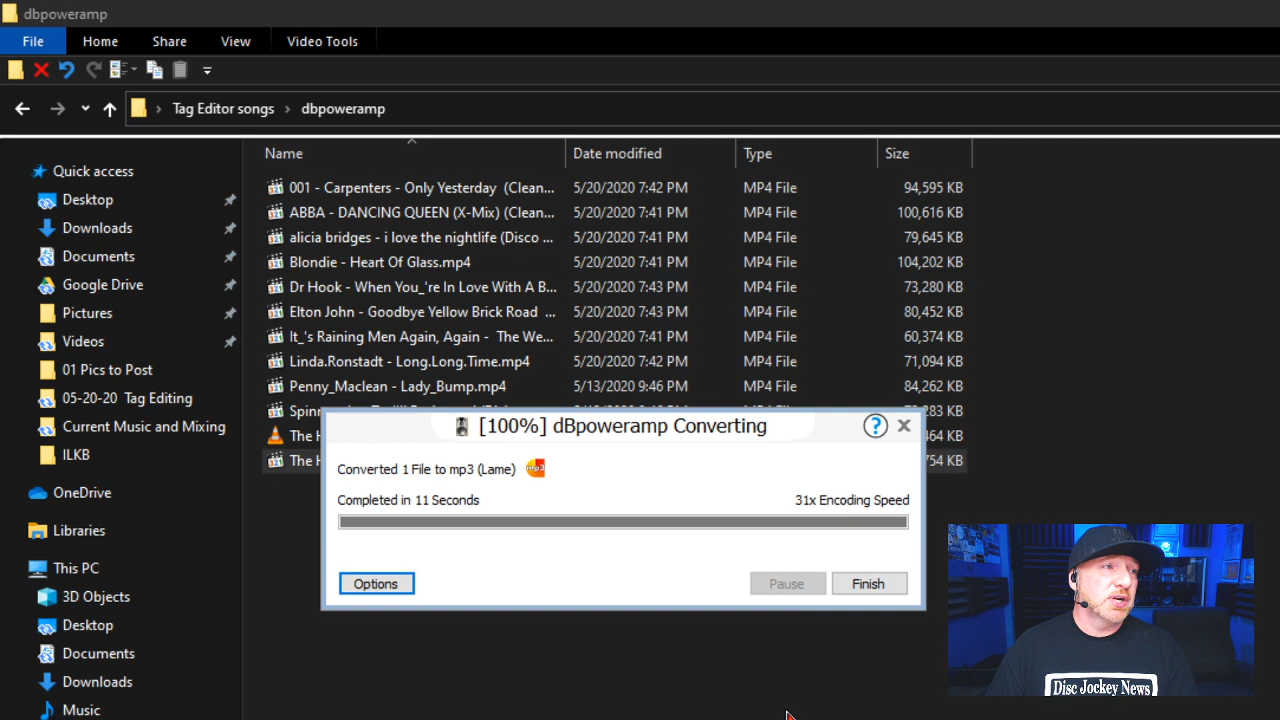 dbpoweramp
File Home Share View Video Tools
Tag Editor songs dbpoweramp
Name Date modified Type Size
001 - Carpenters - Only Yesterday (Clean... 5/20/2020 7:42 PM MP4 File 94,595 KB
ABBA - DANCING QUEEN (X-Mix) (Clean... 5/20/2020 7:41 PM MP4 File 100,616 KB
alicia bridges - i love the nightlife (Disco ... 5/20/2020 7:41 PM MP4 File 79,645 KB
Blondie - Heart Of Glass.mp4 5/20/2020 7:41 PM MP4 File 104,202 KB
Dr Hook - When You_'re In Love With A B... 5/20/2020 7:43 PM MP4 File 73,280 KB
Elton John - Goodbye Yellow Brick Road ... 5/20/2020 7:43 PM MP4 File 80,452 KB
It_'s Raining Men Again, Again - The We... 5/20/2020 7:41 PM MP4 File 60,374 KB
Linda.Ronstadt - Long.Long.Time.mp4 5/20/2020 7:42 PM MP4 File 71,094 KB
Penny_Maclean - Lady_Bump.mp4 5/13/2020 9:46 PM MP4 File 84,262 KB
Quick access
Desktop
Downloads
Documents
Google Drive
Pictures
Videos
01 Pics to Post
05-20-20 Tag Editing
Current Music and Mixing
ILKB
OneDrive
Libraries
This PC
3D Objects
Desktop
Documents
Downloads
Music
[100%] dBpoweramp Converting
Converted 1 File to mp3 (Lame) mp3
Completed in 11 Seconds 31x Encoding Speed
Options Pause Finish
Disc Jockey News